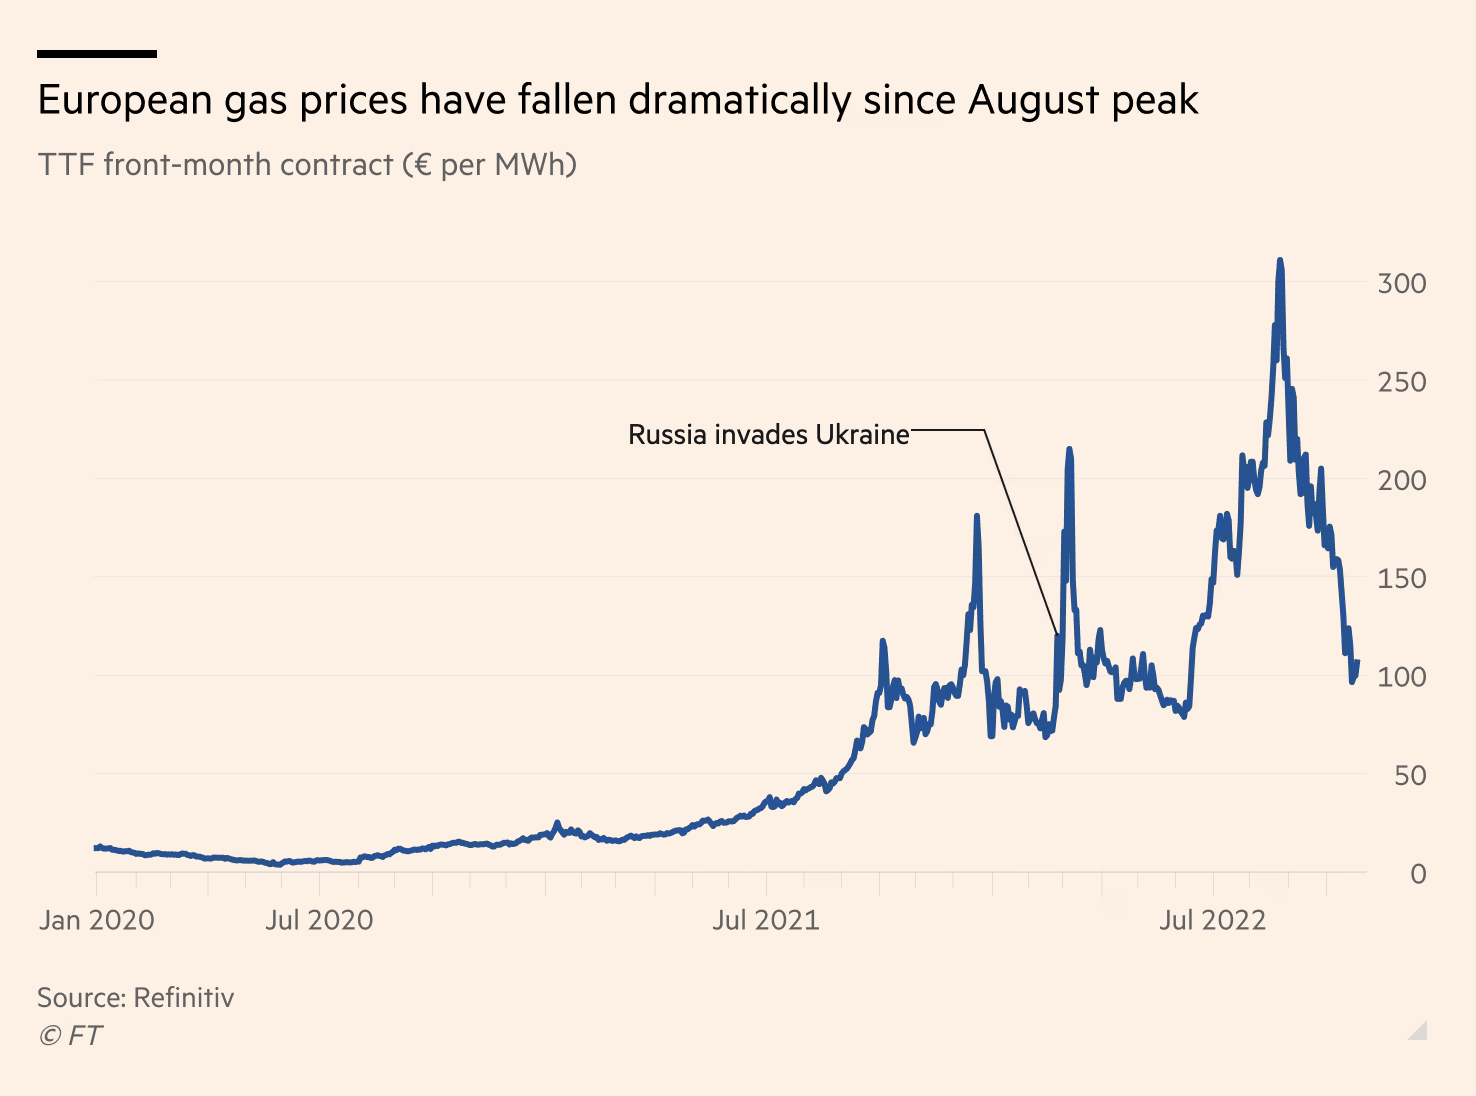 European gas prices have fallen dramatically since August peak
TTF front-month contract (€ per MWh)
300
250
Russia invades Ukraine
200
150
100
50
0
Jan 2020 Jul 2020 Jul 2021 Jul 2022
Source: Refinitiv
© FT